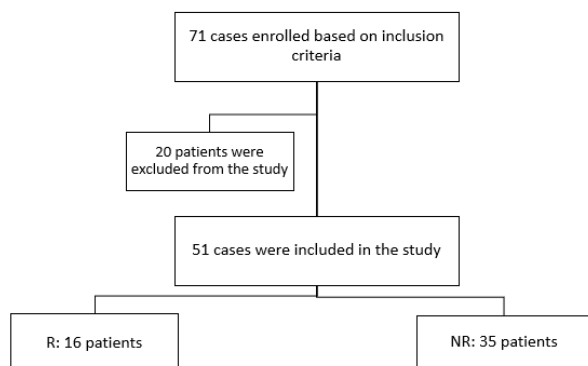 71 cases enrolled based on inclusion
criteria
20 patients were
excluded from the study
51 cases were included in the study
R: 16 patients
NR: 35 patients